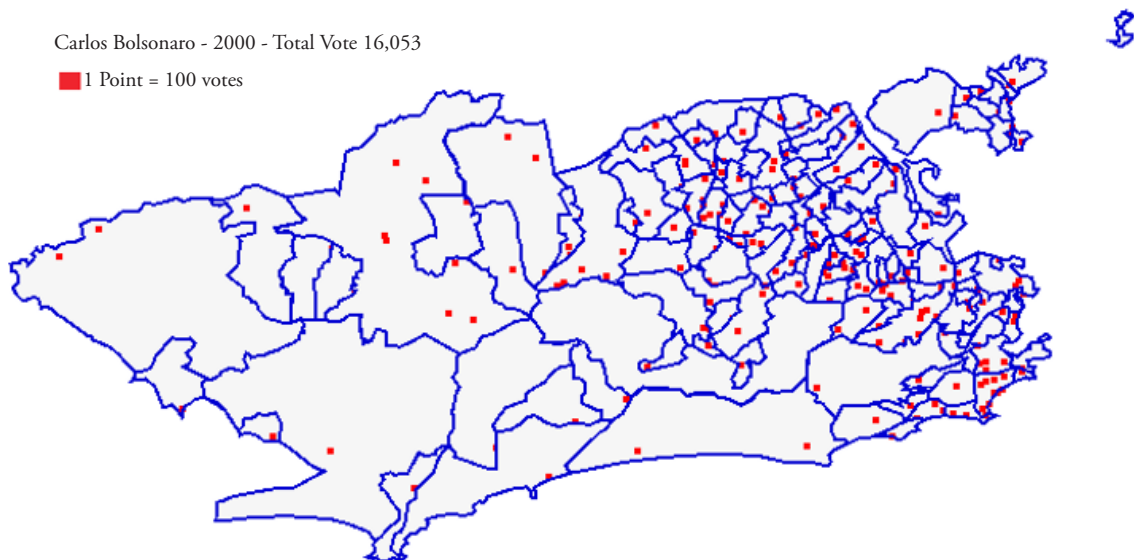 Carlos Bolsonaro - 2000 - Total Vote 16,053
1 Point = 100 votes